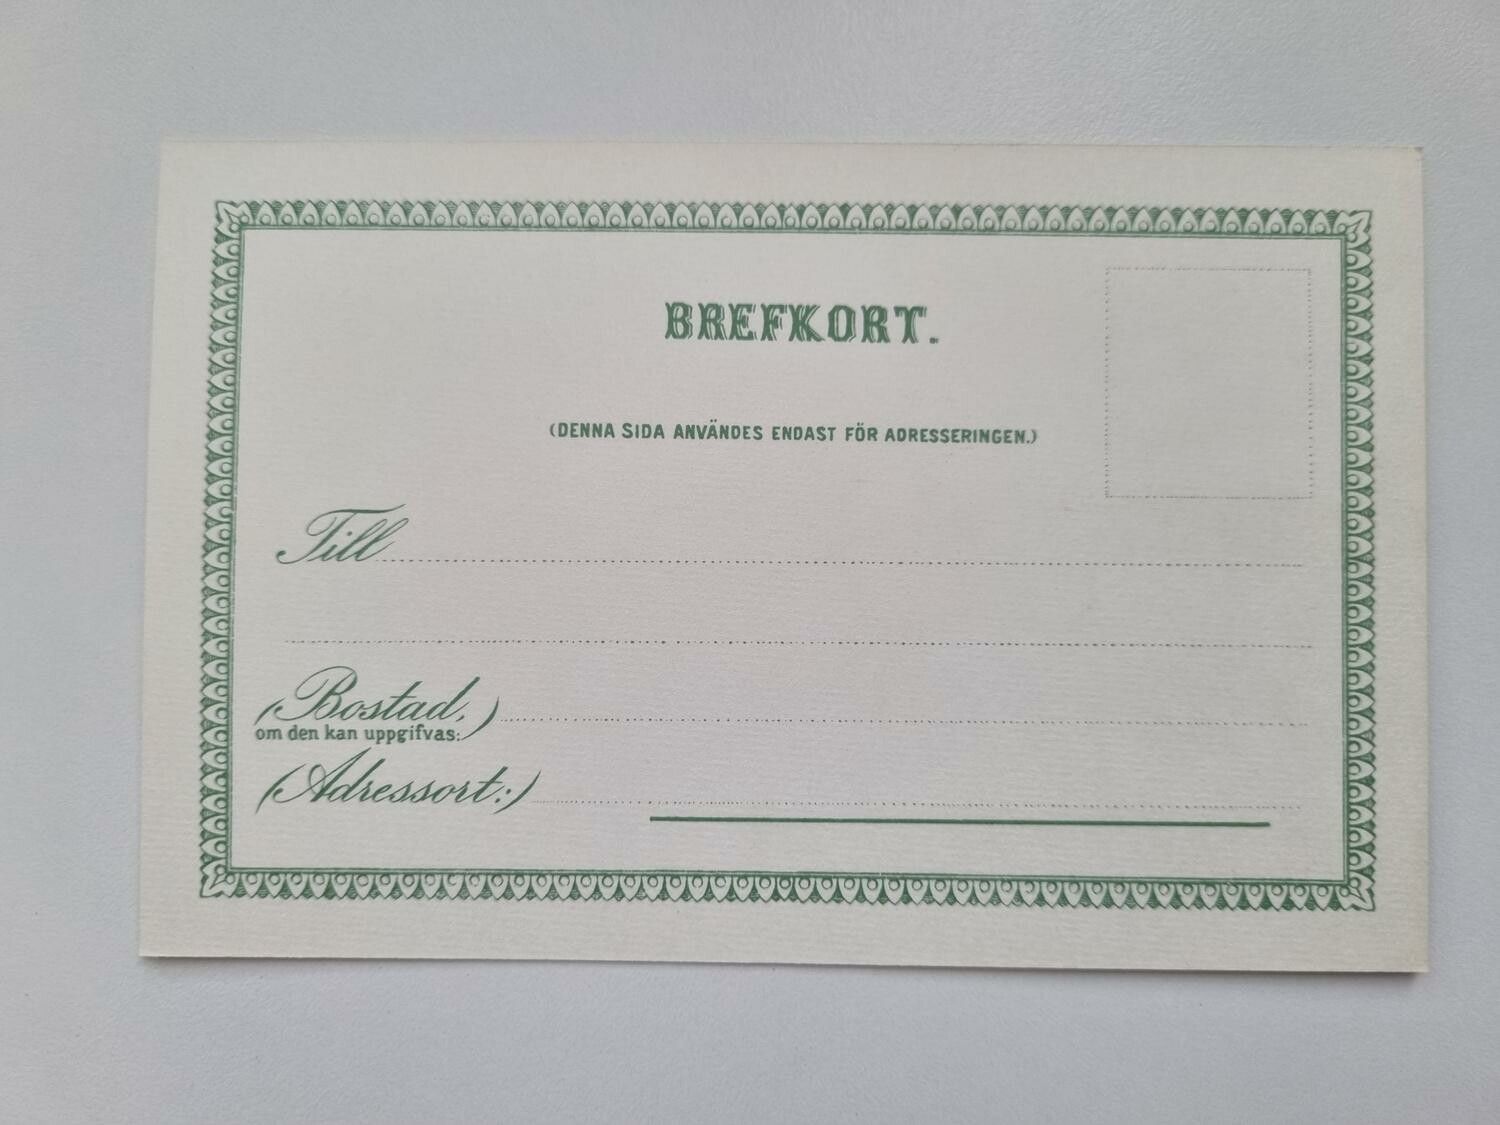 BREFKORT.
(DENNA SIDA ANVÄNDES ENDAST FÖR ADRESSERINGEN.)
Till
(Bostad,)
om den kan uppgifvas:
(Adressort:)